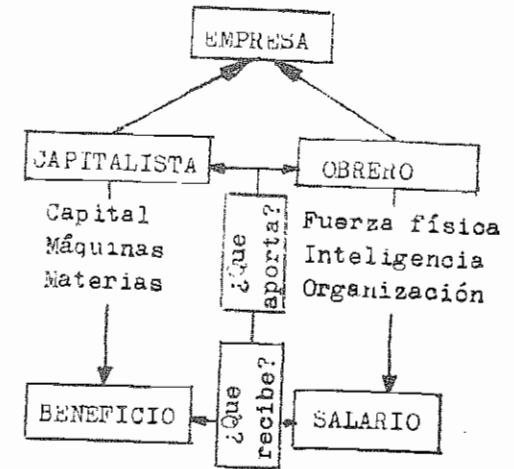 EMPRESA
CAPITALISTA
OBRERO
Capital
Máquinas
Materias
¿Que
aporta?
Fuerza física
Inteligencia
Organización
BENEFICIO
¿Que
recibe?
SALARIO